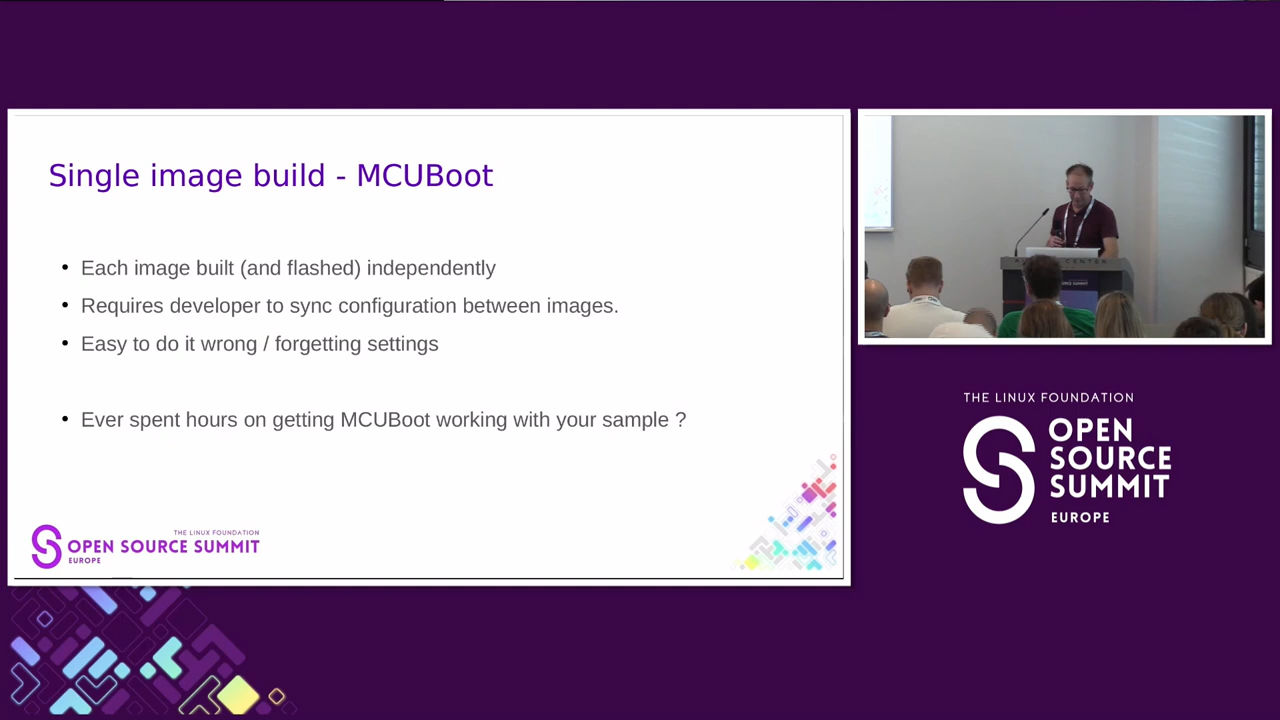 Single image build - MCUBoot
• Each image built (and flashed) independently
• Requires developer to sync configuration between images.
• Easy to do it wrong / forgetting settings
• Ever spent hours on getting MCUBoot working with your sample ?
THE LINUX FOUNDATION
OPEN SOURCE SUMMIT
EUROPE
THE LINUX FOUNDATION
OPEN
SOURCE
SUMMIT
EUROPE